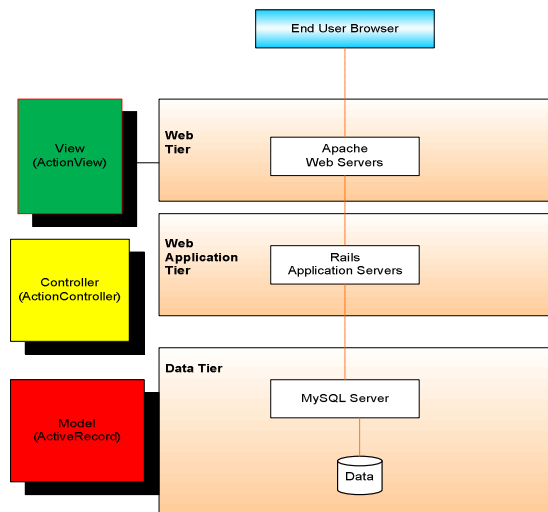 End User Browser
View
(ActionView)
Web
Tier
Apache
Web Servers
Controller
(ActionController)
Web
Application
Tier
Rails
Application Servers
Model
(ActiveRecord)
Data Tier
MySQL Server
Data